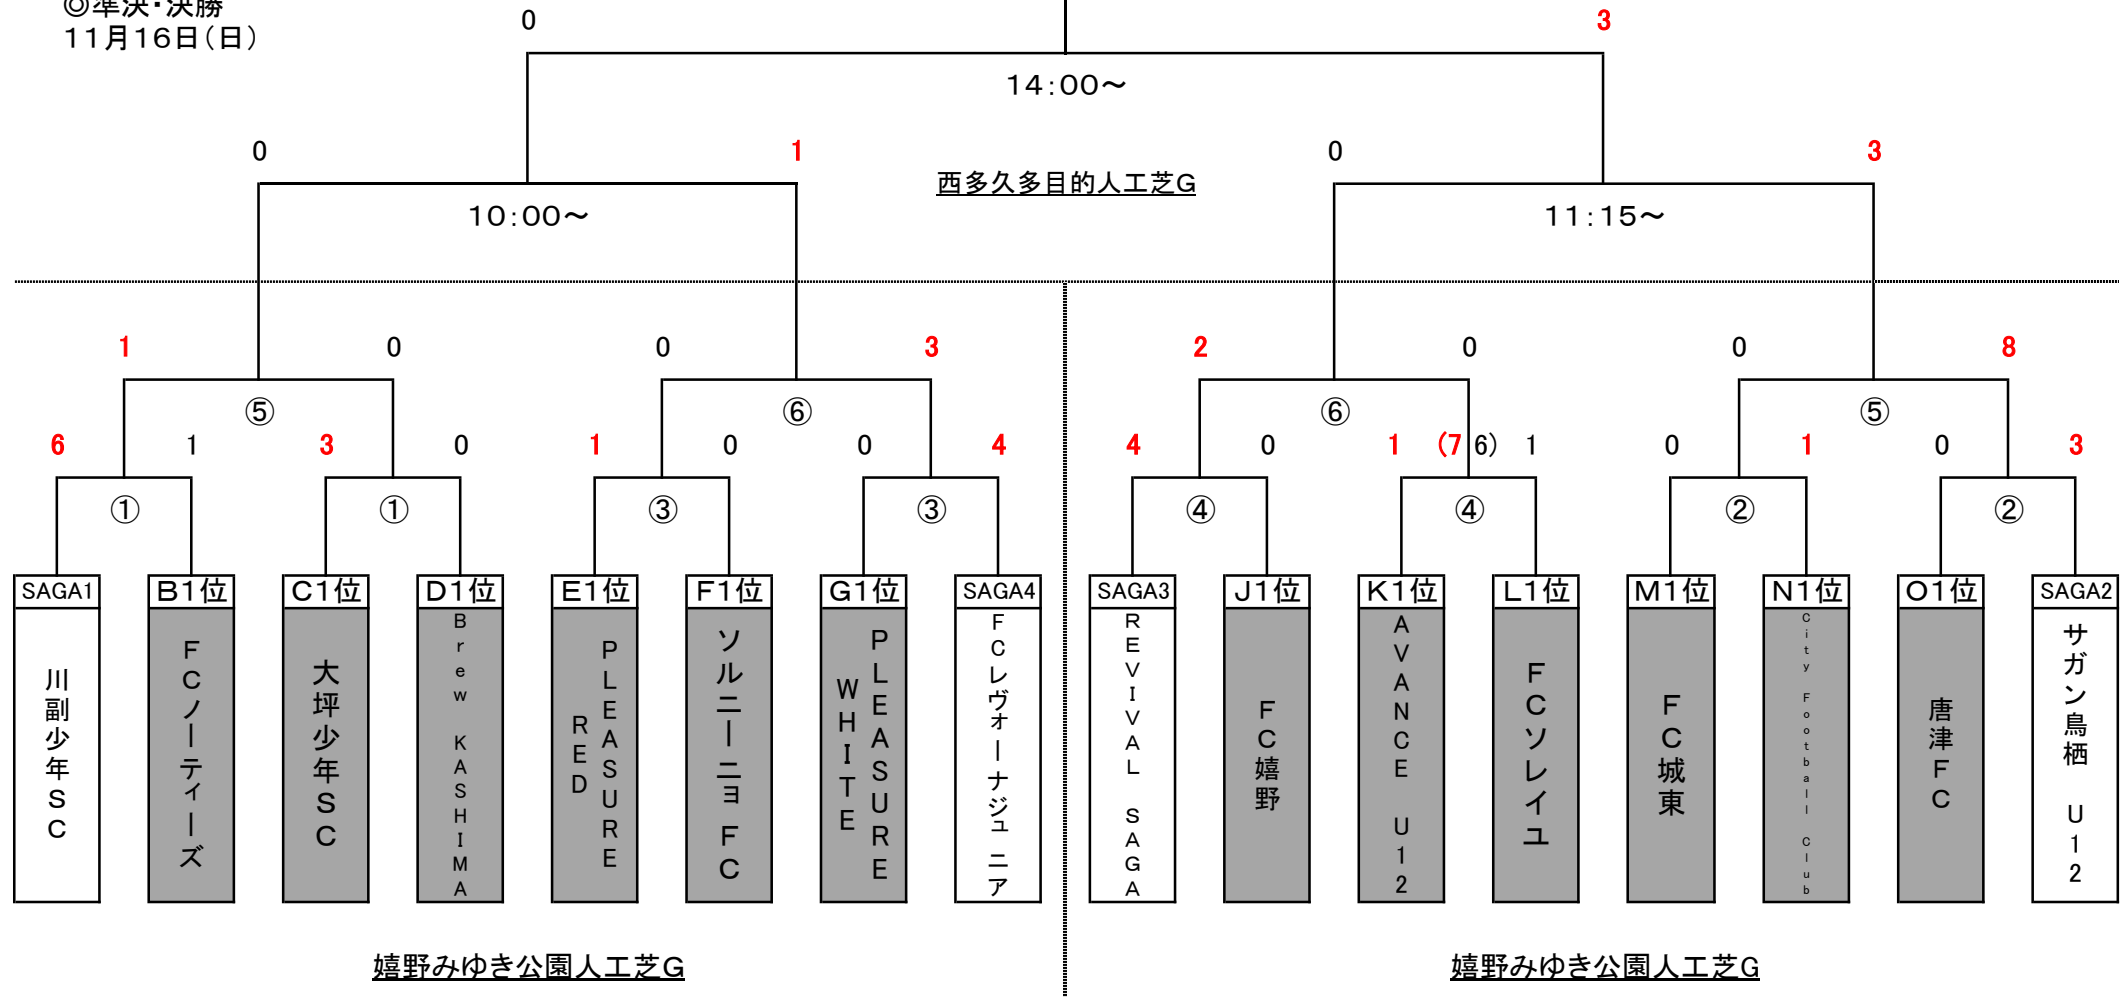 ◎準決・決勝
11月16日(日)
0
3
14:00～
0
1
0
3
西多久多目的人工芝G
10:00～
11:15～
1
0
0
3
2
0
0
8
⑤
⑥
⑥
⑤
6
1
3
0
1
0
0
4
4
0
1
(7
6)
1
0
1
0
3
①
①
③
③
④
④
②
②
SAGA1
B1位
C1位
D1位
E1位
F1位
G1位
SAGA4
SAGA3
J1位
K1位
L1位
M1位
N1位
O1位
SAGA2
川副少年SC
FCノーティーズ
大坪少年SC
Brew KASHIMA
PLEASURE
RED
ソルニーニョ FC
PLEASURE
WHITE
FCレヴォーナジュニア
REVIVAL SAGA
FC嬉野
AVANCE U12
FCソレイユ
FC城東
City Football Club
唐津FC
サガン鳥栖 U12
嬉野みゆき公園人工芝G
嬉野みゆき公園人工芝G